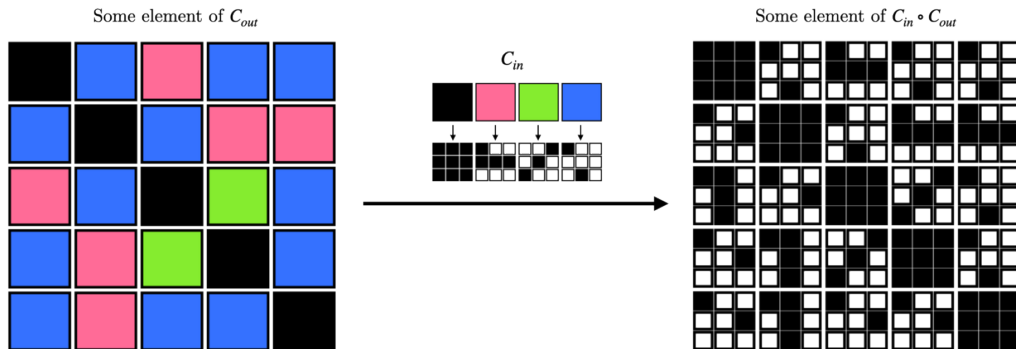 Some element of C_out
Some element of C_in ∘ C_out
C_in